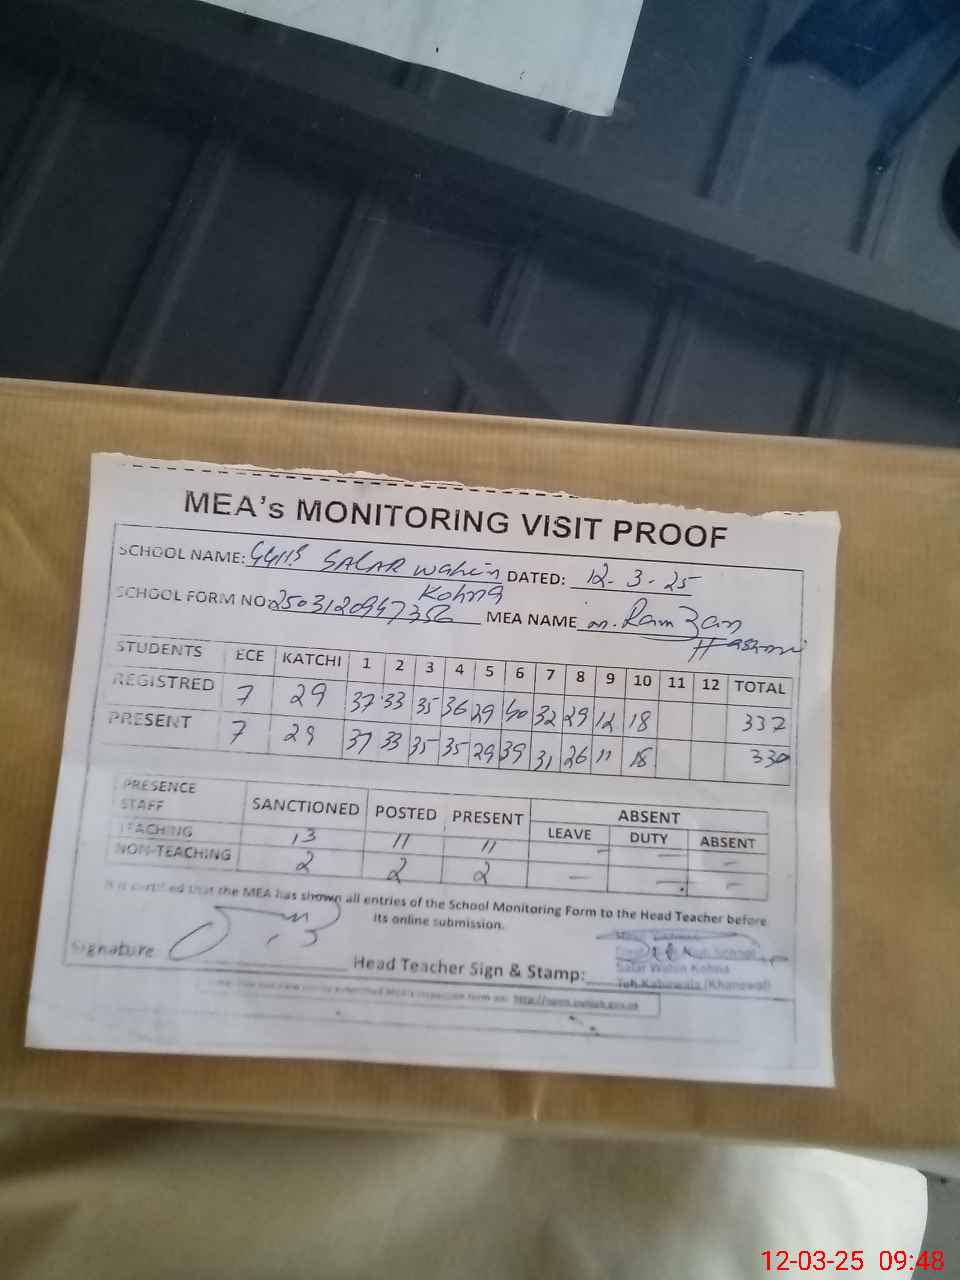 MEA's MONITORING VISIT PROOF
SCHOOL NAME: GGHS SALAR Wahin Kohna DATED: 12-3-25
SCHOOL FORM NO: MEA NAME m. Ramzan Hashmi
STUDENTS ECE KATCHI 1 2 3 4 5 6 7 8 9 10 11 12 TOTAL
REGISTRED 7 29 37 33 35 36 29 40 32 29 12 18 337
PRESENT 7 29 37 33 35 35 29 39 31 26 11 18 330
PRESENCE STAFF SANCTIONED POSTED PRESENT ABSENT
LEAVE DUTY ABSENT
TEACHING 13 11 11 - - -
NON-TEACHING 2 2 2 - - -
It is certified that the MEA has shown all entries of the School Monitoring Form to the Head Teacher before
its online submission.
Signature Head Teacher Sign & Stamp:
High School
Salar Wahin Kohna
Teh Kabirwala (Khanewal)
12-03-25 09:48